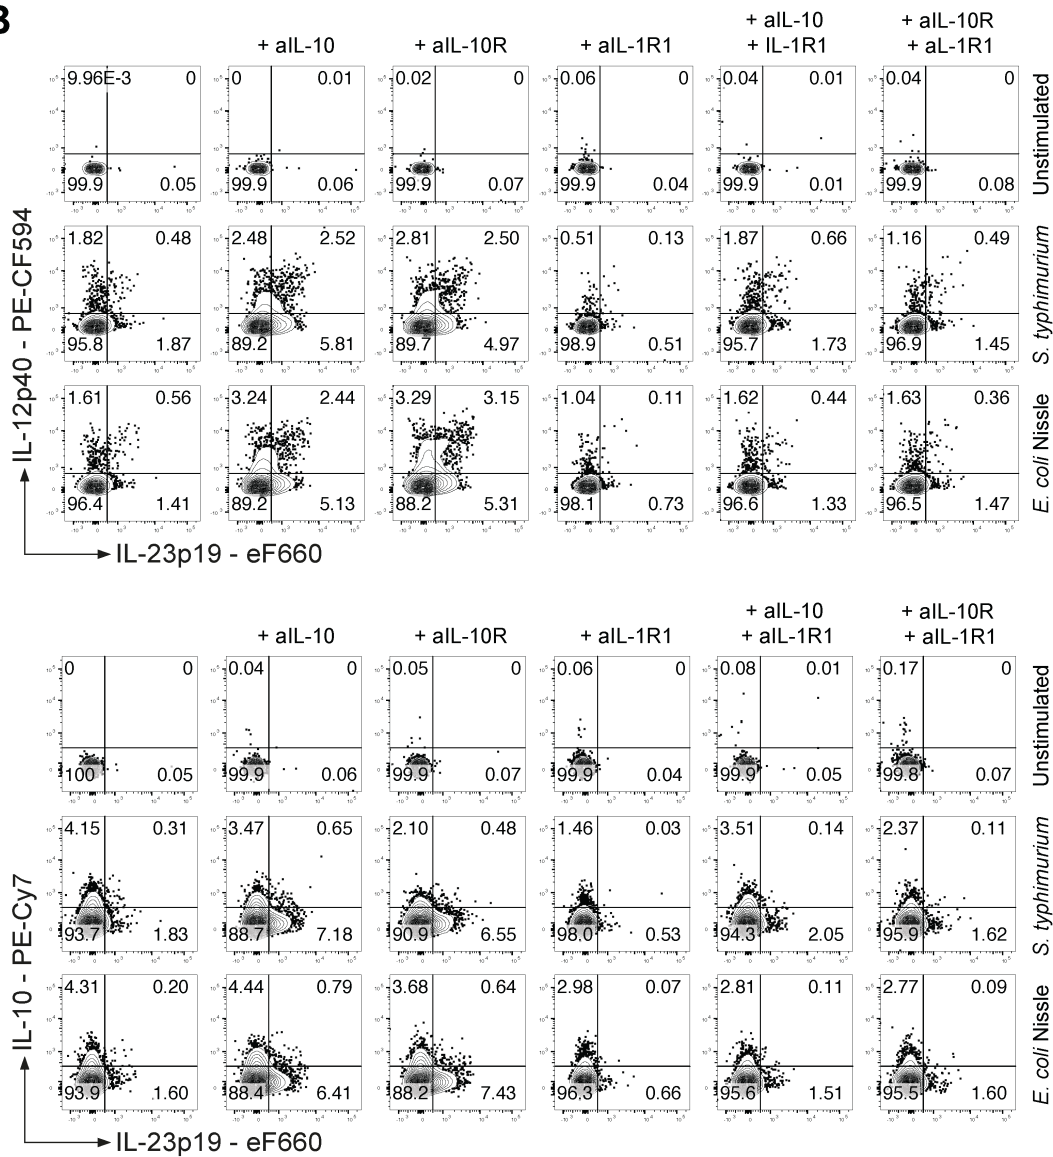 B
+ aIL-10 + aIL-10R
+ aIL-10 + aIL-10R + aIL-1R1 + IL-1R1 + aL-1R1
9.96E-3 0 0 0.01 0.02 0 0.06 0 0.04 0.01 0.04 0
99.9 0.05 99.9 0.06 99.9 0.07 99.9 0.04 99.9 0.01 99.9 0.08
Unstimulated
1.82 0.48 2.48 2.52 2.81 2.50 0.51 0.13 1.87 0.66 1.16 0.49
95.8 1.87 89.2 5.81 89.7 4.97 98.9 0.51 95.7 1.73 96.9 1.45
S. typhimurium
1.61 0.56 3.24 2.44 3.29 3.15 1.04 0.11 1.62 0.44 1.63 0.36
96.4 1.41 89.2 5.13 88.2 5.31 98.1 0.73 96.6 1.33 96.5 1.47
E. coli Nissle
IL-12p40 - PE-CF594
IL-23p19 - eF660
+ aIL-10 + aIL-10R
+ aIL-10 + aIL-10R + aIL-1R1 + aIL-1R1 + aIL-1R1
0 0 0.04 0 0.05 0 0.06 0 0.08 0.01 0.17 0
100 0.05 99.9 0.06 99.9 0.07 99.9 0.04 99.9 0.05 99.8 0.07
Unstimulated
4.15 0.31 3.47 0.65 2.10 0.48 1.46 0.03 3.51 0.14 2.37 0.11
93.7 1.83 88.7 7.18 90.9 6.55 98.0 0.53 94.3 2.05 95.9 1.62
S. typhimurium
4.31 0.20 4.44 0.79 3.68 0.64 2.98 0.07 2.81 0.11 2.77 0.09
93.9 1.60 88.4 6.41 88.2 7.43 96.3 0.66 95.6 1.51 95.5 1.60
E. coli Nissle
IL-10 - PE-Cy7
IL-23p19 - eF660